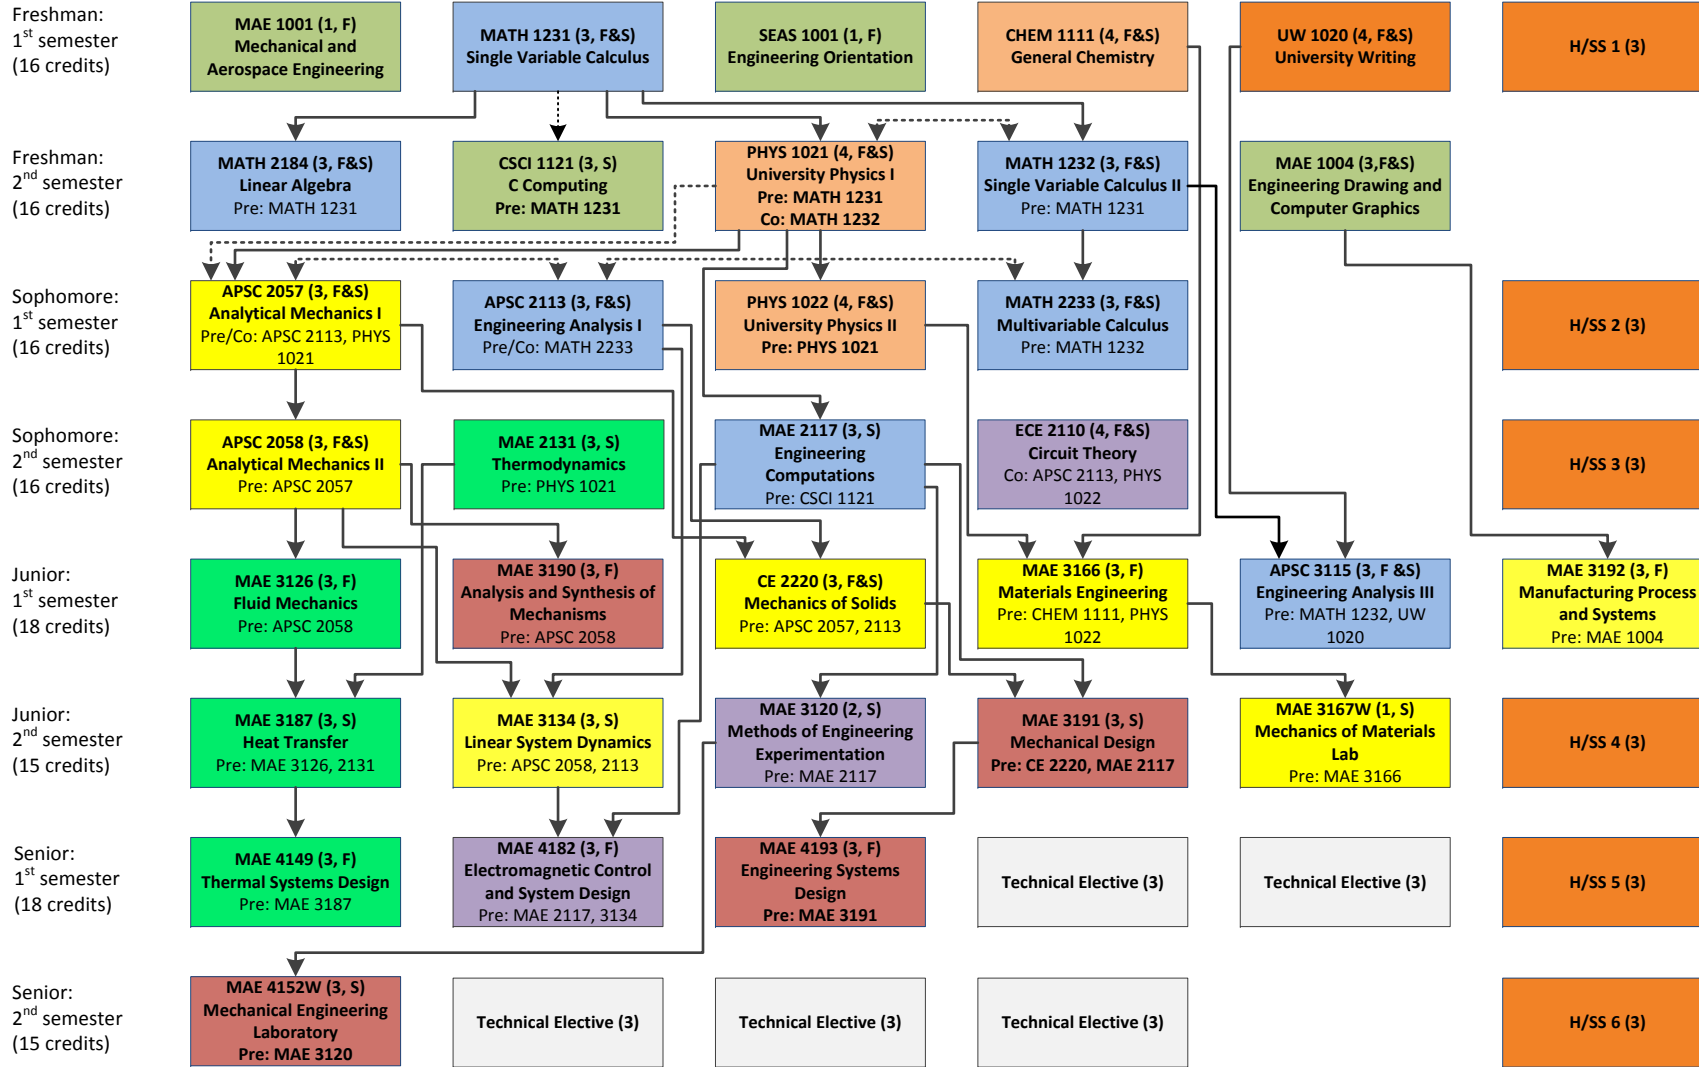 Freshman:
1st semester
(16 credits)
MAE 1001 (1, F)
Mechanical and
Aerospace Engineering
MATH 1231 (3, F&S)
Single Variable Calculus
SEAS 1001 (1, F)
Engineering Orientation
CHEM 1111 (4, F&S)
General Chemistry
UW 1020 (4, F&S)
University Writing
H/SS 1 (3)
Freshman:
2nd semester
(16 credits)
MATH 2184 (3, F&S)
Linear Algebra
Pre: MATH 1231
CSCI 1121 (3, S)
C Computing
Pre: MATH 1231
PHYS 1021 (4, F&S)
University Physics I
Pre: MATH 1231
Co: MATH 1232
MATH 1232 (3, F&S)
Single Variable Calculus II
Pre: MATH 1231
MAE 1004 (3,F&S)
Engineering Drawing and
Computer Graphics
Sophomore:
1st semester
(16 credits)
APSC 2057 (3, F&S)
Analytical Mechanics I
Pre/Co: APSC 2113, PHYS
1021
APSC 2113 (3, F&S)
Engineering Analysis I
Pre/Co: MATH 2233
PHYS 1022 (4, F&S)
University Physics II
Pre: PHYS 1021
MATH 2233 (3, F&S)
Multivariable Calculus
Pre: MATH 1232
H/SS 2 (3)
Sophomore:
2nd semester
(16 credits)
APSC 2058 (3, F&S)
Analytical Mechanics II
Pre: APSC 2057
MAE 2131 (3, S)
Thermodynamics
Pre: PHYS 1021
MAE 2117 (3, S)
Engineering
Computations
Pre: CSCI 1121
ECE 2110 (4, F&S)
Circuit Theory
Co: APSC 2113, PHYS
1022
H/SS 3 (3)
Junior:
1st semester
(18 credits)
MAE 3126 (3, F)
Fluid Mechanics
Pre: APSC 2058
MAE 3190 (3, F)
Analysis and Synthesis of
Mechanisms
Pre: APSC 2058
CE 2220 (3, F&S)
Mechanics of Solids
Pre: APSC 2057, 2113
MAE 3166 (3, F)
Materials Engineering
Pre: CHEM 1111, PHYS
1022
APSC 3115 (3, F &S)
Engineering Analysis III
Pre: MATH 1232, UW
1020
MAE 3192 (3, F)
Manufacturing Process
and Systems
Pre: MAE 1004
Junior:
2nd semester
(15 credits)
MAE 3187 (3, S)
Heat Transfer
Pre: MAE 3126, 2131
MAE 3134 (3, S)
Linear System Dynamics
Pre: APSC 2058, 2113
MAE 3120 (2, S)
Methods of Engineering
Experimentation
Pre: MAE 2117
MAE 3191 (3, S)
Mechanical Design
Pre: CE 2220, MAE 2117
MAE 3167W (1, S)
Mechanics of Materials
Lab
Pre: MAE 3166
H/SS 4 (3)
Senior:
1st semester
(18 credits)
MAE 4149 (3, F)
Thermal Systems Design
Pre: MAE 3187
MAE 4182 (3, F)
Electromagnetic Control
and System Design
Pre: MAE 2117, 3134
MAE 4193 (3, F)
Engineering Systems
Design
Pre: MAE 3191
Technical Elective (3)
Technical Elective (3)
H/SS 5 (3)
Senior:
2nd semester
(15 credits)
MAE 4152W (3, S)
Mechanical Engineering
Laboratory
Pre: MAE 3120
Technical Elective (3)
Technical Elective (3)
Technical Elective (3)
H/SS 6 (3)